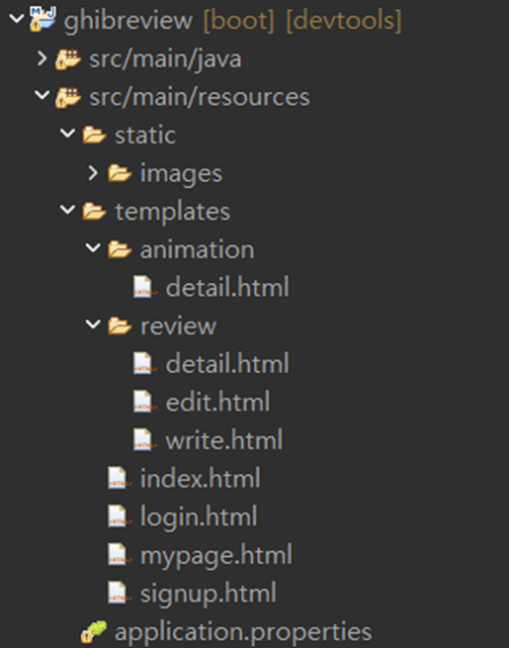 ghibreview [boot] [devtools]
src/main/java
src/main/resources
static
images
templates
animation
detail.html
review
detail.html
edit.html
write.html
index.html
login.html
mypage.html
signup.html
application.properties